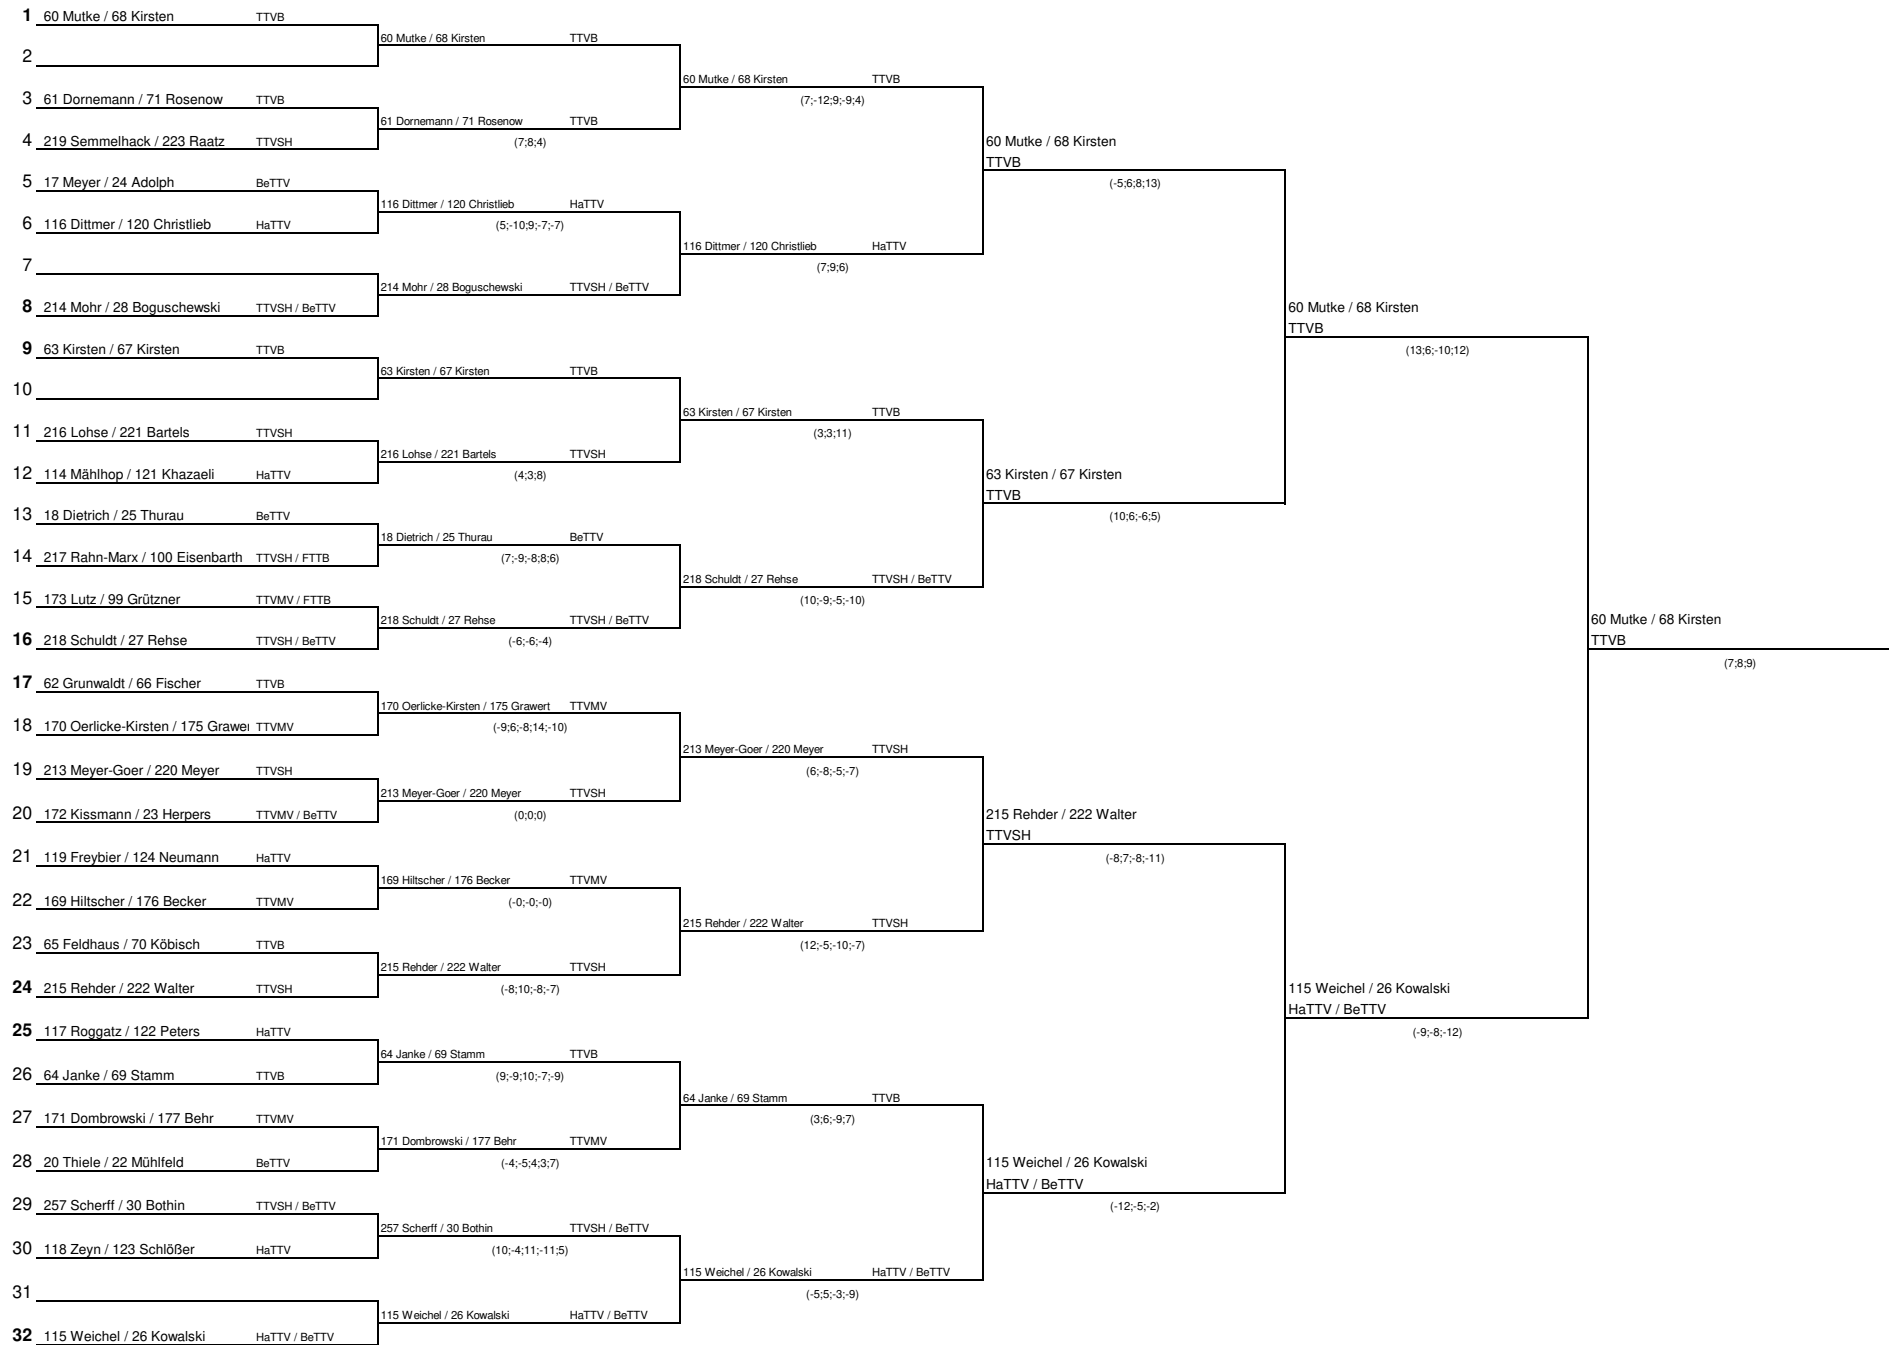 1 60 Mutke / 68 Kirsten TTVB
60 Mutke / 68 Kirsten TTVB
2
60 Mutke / 68 Kirsten TTVB
3 61 Dornemann / 71 Rosenow TTVB
(7;-12;9;-9;4)
61 Dornemann / 71 Rosenow TTVB
4 219 Semmelhack / 223 Raatz TTVSH
(7;8;4)
60 Mutke / 68 Kirsten
TTVB
5 17 Meyer / 24 Adolph BeTTV
(-5;6;8;13)
116 Dittmer / 120 Christlieb HaTTV
6 116 Dittmer / 120 Christlieb HaTTV
(5;-10;9;-7;-7)
116 Dittmer / 120 Christlieb HaTTV
7
(7;9;6)
214 Mohr / 28 Boguschewski TTVSH / BeTTV
8 214 Mohr / 28 Boguschewski TTVSH / BeTTV
60 Mutke / 68 Kirsten
TTVB
9 63 Kirsten / 67 Kirsten TTVB
(13;6;-10;12)
63 Kirsten / 67 Kirsten TTVB
10
63 Kirsten / 67 Kirsten TTVB
11 216 Lohse / 221 Bartels TTVSH
(3;3;11)
216 Lohse / 221 Bartels TTVSH
12 114 Mählhop / 121 Khazaeli HaTTV
(4;3;8)
63 Kirsten / 67 Kirsten
TTVB
13 18 Dietrich / 25 Thurau BeTTV
(10;6;-6;5)
18 Dietrich / 25 Thurau BeTTV
14 217 Rahn-Marx / 100 Eisenbarth TTVSH / FTTB
(7;-9;-8;8;6)
218 Schuldt / 27 Rehse TTVSH / BeTTV
15 173 Lutz / 99 Grützner TTVMV / FTTB
(10;-9;-5;-10)
218 Schuldt / 27 Rehse TTVSH / BeTTV
60 Mutke / 68 Kirsten
TTVB
16 218 Schuldt / 27 Rehse TTVSH / BeTTV
(-6;-6;-4)
(7;8;9)
17 62 Grunwaldt / 66 Fischer TTVB
170 Oerlicke-Kirsten / 175 Grawert TTVMV
18 170 Oerlicke-Kirsten / 175 Grawer TTVMV
(-9;6;-8;14;-10)
213 Meyer-Goer / 220 Meyer TTVSH
19 213 Meyer-Goer / 220 Meyer TTVSH
(6;-8;-5;-7)
213 Meyer-Goer / 220 Meyer TTVSH
20 172 Kissmann / 23 Herpers TTVMV / BeTTV
(0;0;0)
215 Rehder / 222 Walter
TTVSH
21 119 Freybier / 124 Neumann HaTTV
(-8;7;-8;-11)
169 Hiltscher / 176 Becker TTVMV
22 169 Hiltscher / 176 Becker TTVMV
(-0;-0;-0)
215 Rehder / 222 Walter TTVSH
23 65 Feldhaus / 70 Köbisch TTVB
(12;-5;-10;-7)
215 Rehder / 222 Walter TTVSH
24 215 Rehder / 222 Walter TTVSH
(-8;10;-8;-7)
115 Weichel / 26 Kowalski
HaTTV / BeTTV
25 117 Roggatz / 122 Peters HaTTV
(-9;-8;-12)
64 Janke / 69 Stamm TTVB
26 64 Janke / 69 Stamm TTVB
(9;-9;10;-7;-9)
64 Janke / 69 Stamm TTVB
27 171 Dombrowski / 177 Behr TTVMV
(3;6;-9;7)
171 Dombrowski / 177 Behr TTVMV
28 20 Thiele / 22 Mühlfeld BeTTV
(-4;-5;4;3;7)
115 Weichel / 26 Kowalski
HaTTV / BeTTV
29 257 Scherff / 30 Bothin TTVSH / BeTTV
(-12;-5;-2)
257 Scherff / 30 Bothin TTVSH / BeTTV
30 118 Zeyn / 123 Schlößer HaTTV
(10;-4;11;-11;5)
115 Weichel / 26 Kowalski HaTTV / BeTTV
31
(-5;5;-3;-9)
115 Weichel / 26 Kowalski HaTTV / BeTTV
32 115 Weichel / 26 Kowalski HaTTV / BeTTV